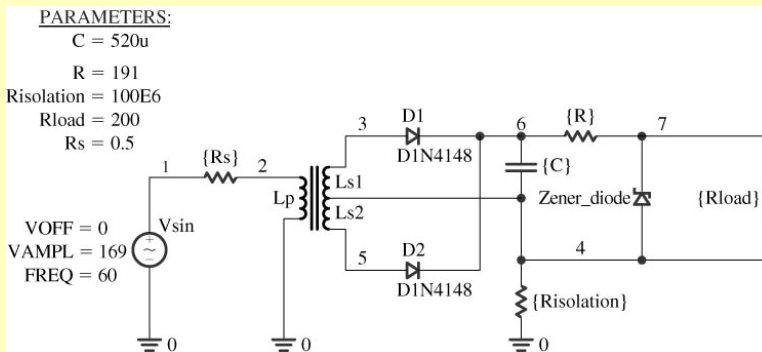 PARAMETERS:
C = 520u
R = 191
Risolation = 100E6
Rload = 200
Rs = 0.5
1
{Rs}
2
3
D1
D1N4148
6
{R}
7
{C}
Lp
Ls1
Ls2
Zener_diode
{Rload}
VOFF = 0
VAMPL = 169
FREQ = 60
Vsin
5
D2
D1N4148
4
{Risolation}
0
0
0